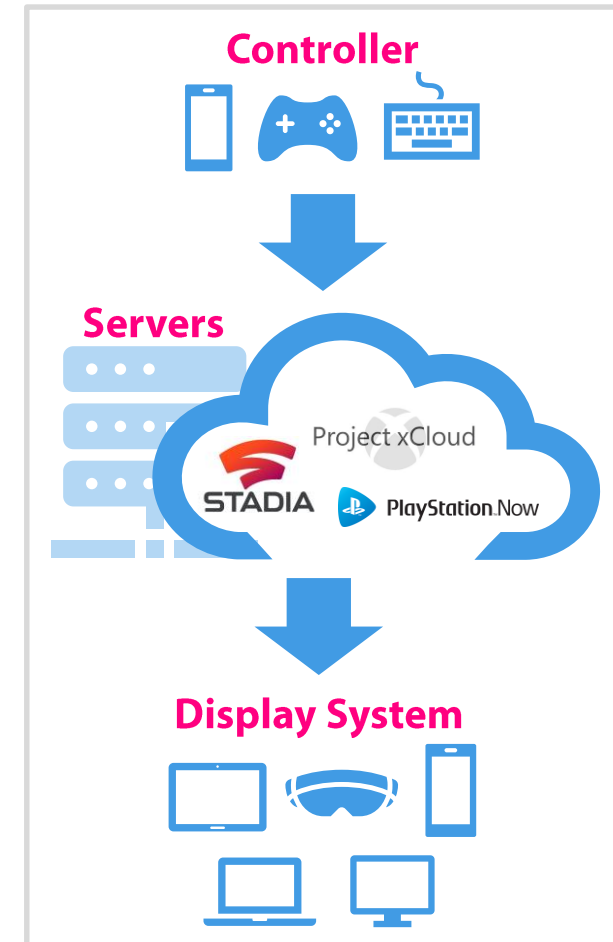 Controller
Servers
Project xCloud
STADIA
PlayStation.Now
Display System